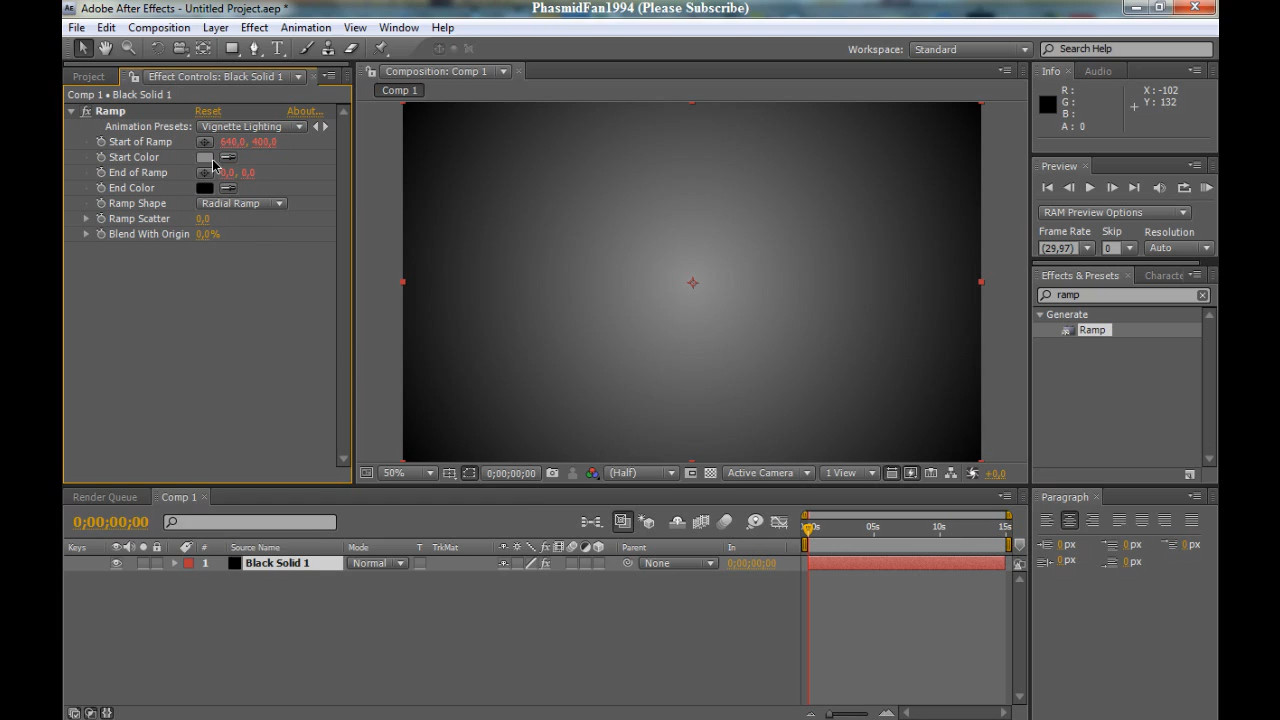 Adobe After Effects - Untitled Project.aep *
PhasmidFan1994 (Please Subscribe)
File Edit Composition Layer Effect Animation View Window Help
Workspace: Standard
Search Help
Project
Effect Controls: Black Solid 1
Comp 1 • Black Solid 1
fx Ramp Reset About...
Animation Presets: Vignette Lighting
Start of Ramp 640,0, 400,0
Start Color
End of Ramp 0,0, 0,0
End Color
Ramp Shape Radial Ramp
Ramp Scatter 0,0
Blend With Origin 0,0%
Composition: Comp 1
Comp 1
50%
0;00;00;00
(Half)
Active Camera
1 View
+0,0
Info Audio
R : X : -102
G : Y : 132
B :
A : 0
Preview
RAM Preview Options
Frame Rate Skip Resolution
(29,97) 0 Auto
Effects & Presets Characte
ramp
Generate
Ramp
Render Queue Comp 1
0;00;00;00
0s 05s 10s 15s
Keys # Source Name Mode T TrkMat fx Parent In
1 Black Solid 1 Normal fx None 0;00;00;00
Paragraph
0 px 0 px 0 px
0 px 0 px